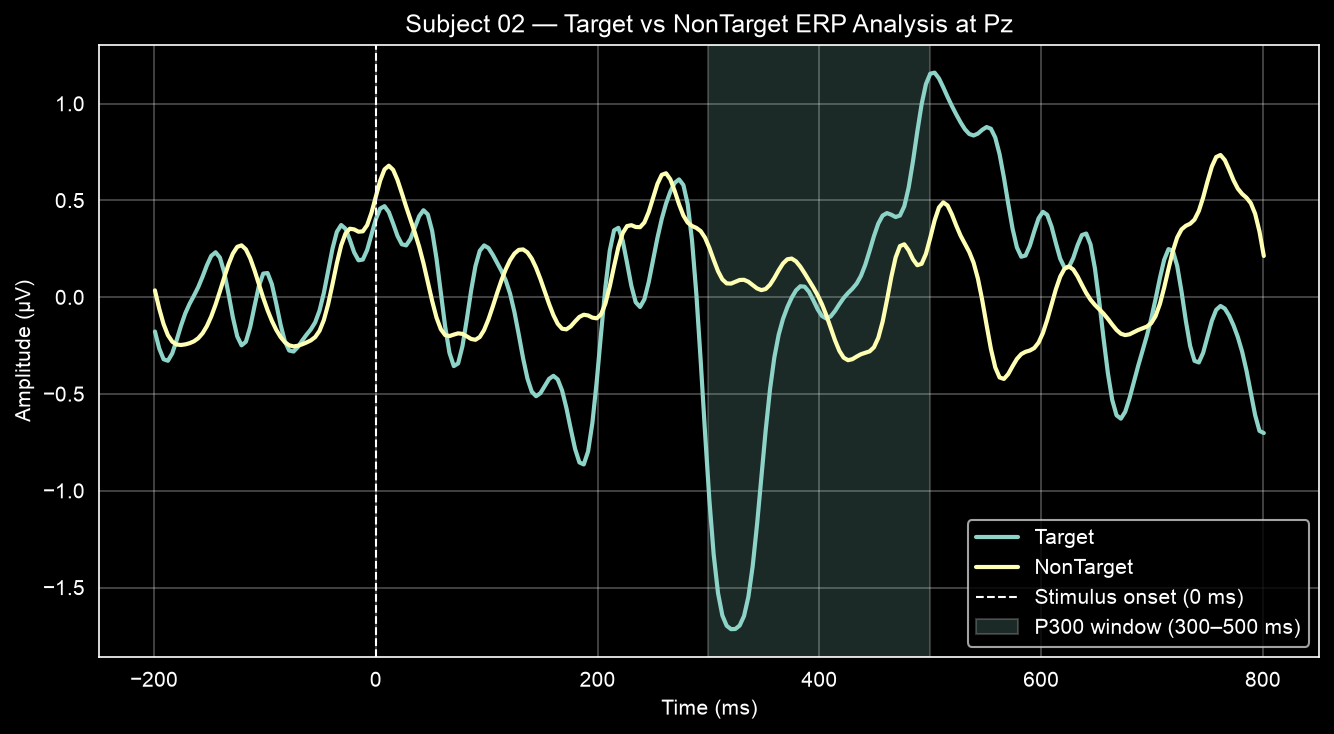 Subject 02 — Target vs NonTarget ERP Analysis at Pz
Amplitude (µV)
1.0
0.5
0.0
−0.5
−1.0
−1.5
−200
0
200
400
600
800
Time (ms)
Target
NonTarget
Stimulus onset (0 ms)
P300 window (300–500 ms)